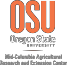 OSU
Oregon State
UNIVERSITY
Mid-Columbia Agricultural
Research and Extension Center